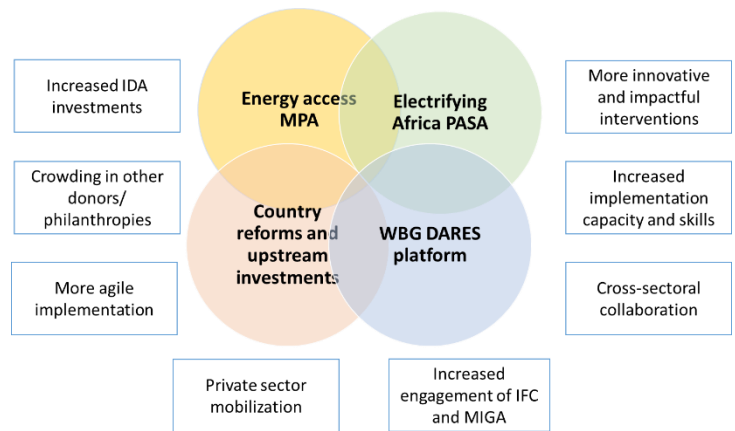 Increased IDA
investments
Crowding in other
donors/
philanthropies
More agile
implementation
Energy access
MPA
Electrifying
Africa PASA
Country
reforms and
upstream
investments
WBG DARES
platform
More innovative
and impactful
interventions
Increased
implementation
capacity and skills
Cross-sectoral
collaboration
Private sector
mobilization
Increased
engagement of IFC
and MIGA